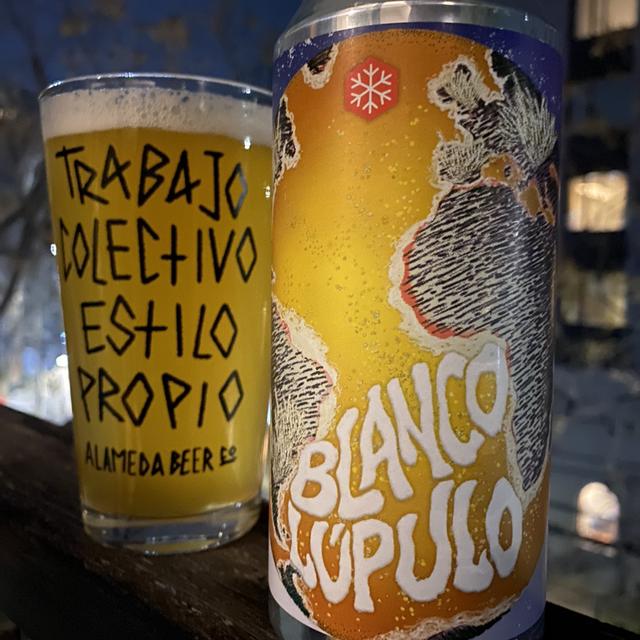 TRABAJO
COLECTIVO
ESTILO
PROPIO
ALAMEDA BEER Co
BLANCO
LÚPULO